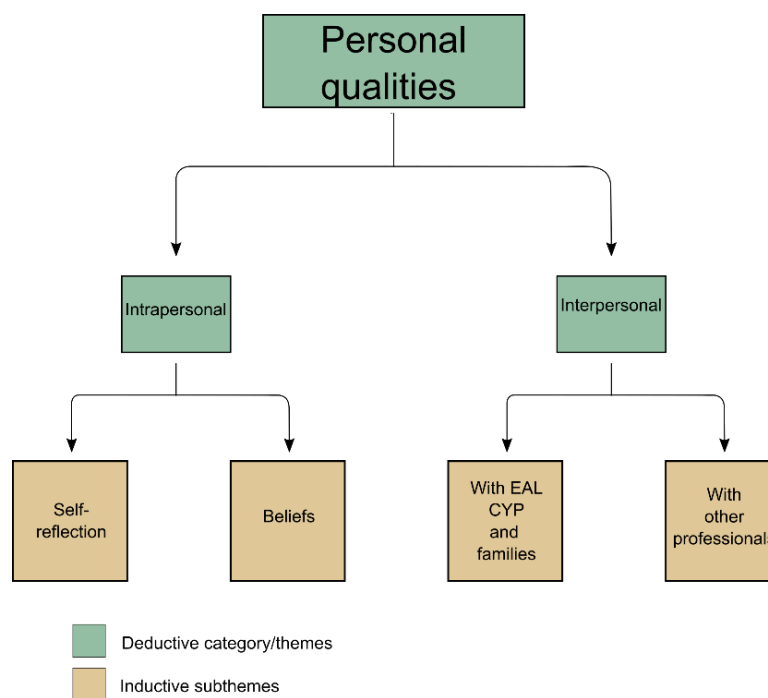 Personal
qualities
Intrapersonal
Interpersonal
Self-
reflection
Beliefs
With EAL
CYP
and
families
With
other
professionals
Deductive category/themes
Inductive subthemes